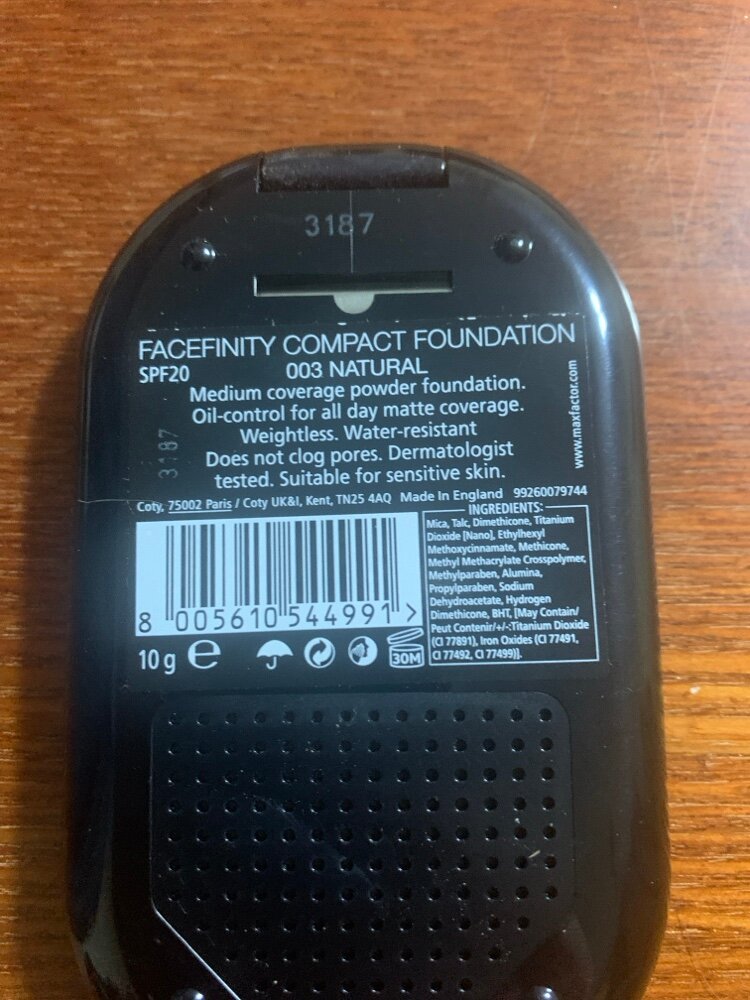 3187
FACEFINITY COMPACT FOUNDATION
SPF20 003 NATURAL
Medium coverage powder foundation.
Oil-control for all day matte coverage.
Weightless. Water-resistant
Does not clog pores. Dermatologist
tested. Suitable for sensitive skin.
3187
www.maxfactor.com
Coty, 75002 Paris / Coty UK&I, Kent, TN25 4AQ Made In England 99260079744
INGREDIENTS:
Mica, Talc, Dimethicone, Titanium
Dioxide [Nano], Ethylhexyl
Methoxycinnamate, Methicone,
Methyl Methacrylate Crosspolymer,
Methylparaben, Alumina,
Propylparaben, Sodium
Dehydroacetate, Hydrogen
Dimethicone, BHT, [May Contain/
Peut Contenir/+/-:Titanium Dioxide
(CI 77891), Iron Oxides (CI 77491,
CI 77492, CI 77499)].
8 005610 544991 >
10 g e
30M